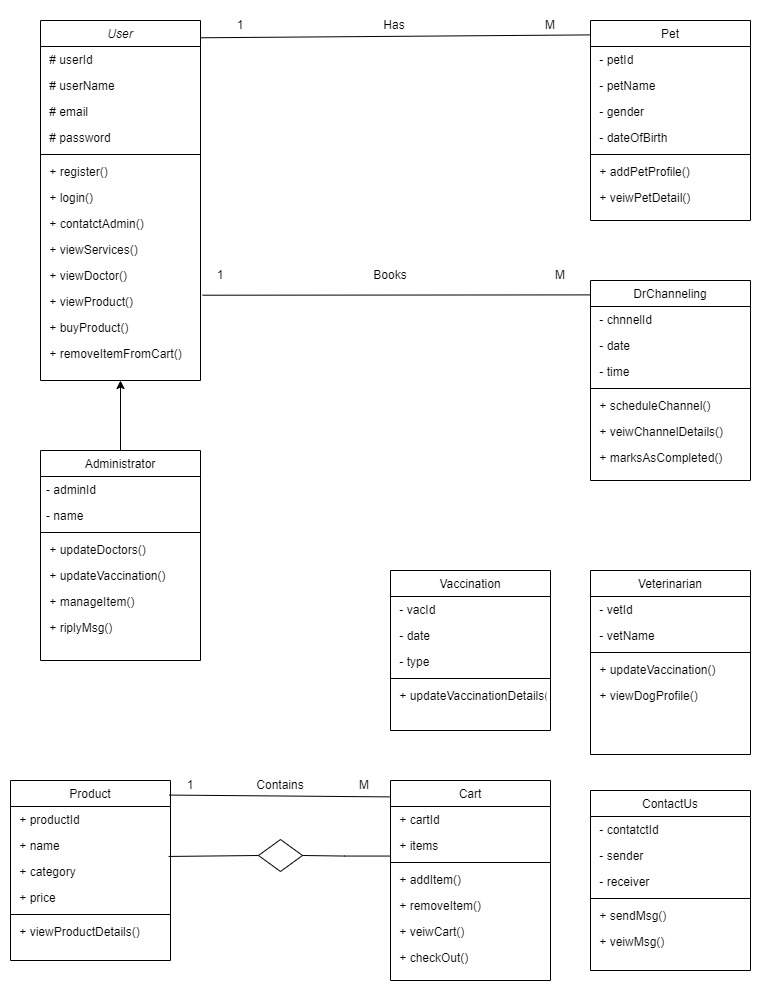 User
# userId
# userName
# email
# password
+ register()
+ login()
+ contatctAdmin()
+ viewServices()
+ viewDoctor()
+ viewProduct()
+ buyProduct()
+ removeItemFromCart()
1 Has M
Pet
- petId
- petName
- gender
- dateOfBirth
+ addPetProfile()
+ veiwPetDetail()
1 Books M
DrChanneling
- chnnelId
- date
- time
+ scheduleChannel()
+ veiwChannelDetails()
+ marksAsCompleted()
Administrator
- adminId
- name
+ updateDoctors()
+ updateVaccination()
+ manageItem()
+ riplyMsg()
Vaccination
- vacId
- date
- type
+ updateVaccinationDetails(
Veterinarian
- vetId
- vetName
+ updateVaccination()
+ viewDogProfile()
Product
+ productId
+ name
+ category
+ price
+ viewProductDetails()
1 Contains M
Cart
+ cartId
+ items
+ addItem()
+ removeItem()
+ veiwCart()
+ checkOut()
ContactUs
- contatctId
- sender
- receiver
+ sendMsg()
+ veiwMsg()